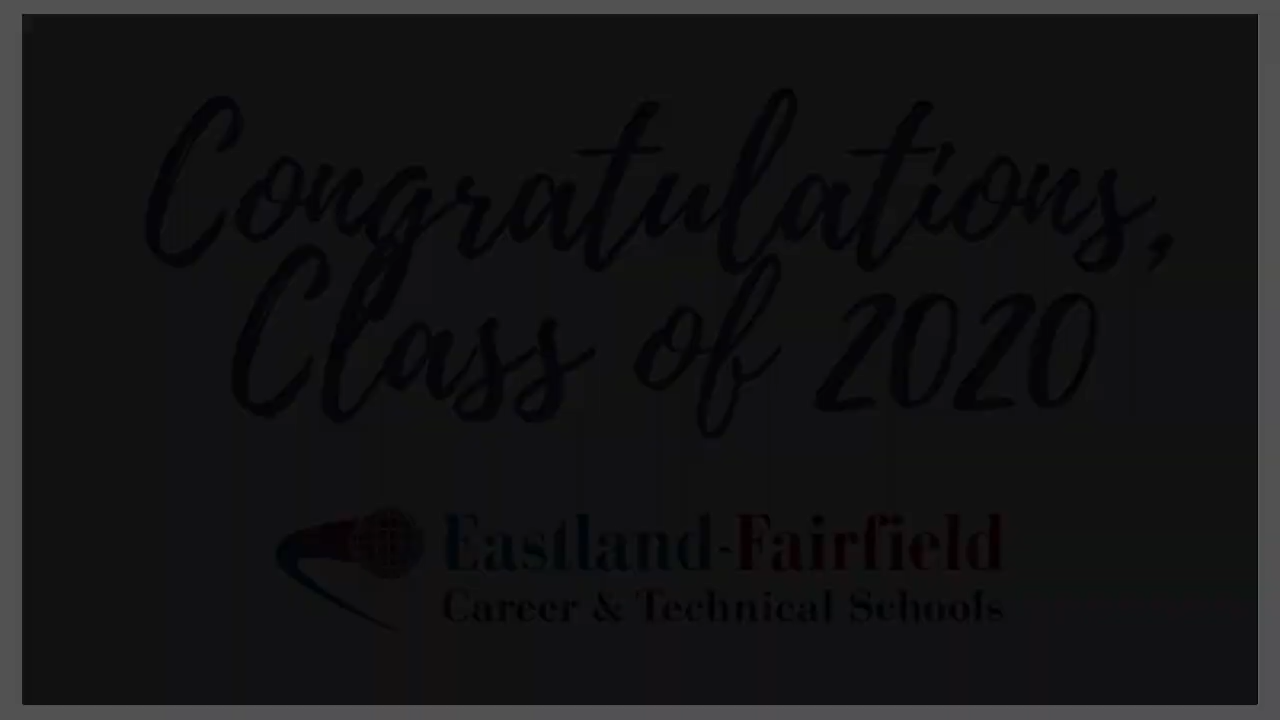 Congratulations,
Class of 2020
Eastland-Fairfield
Career & Technical Schools